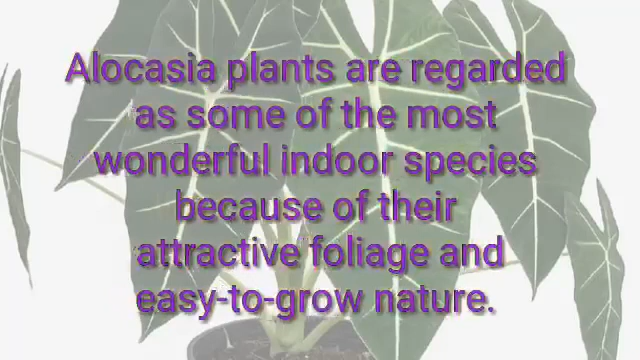 Alocasia plants are regarded
as some of the most
wonderful indoor species
because of their
attractive foliage and
easy-to-grow nature.